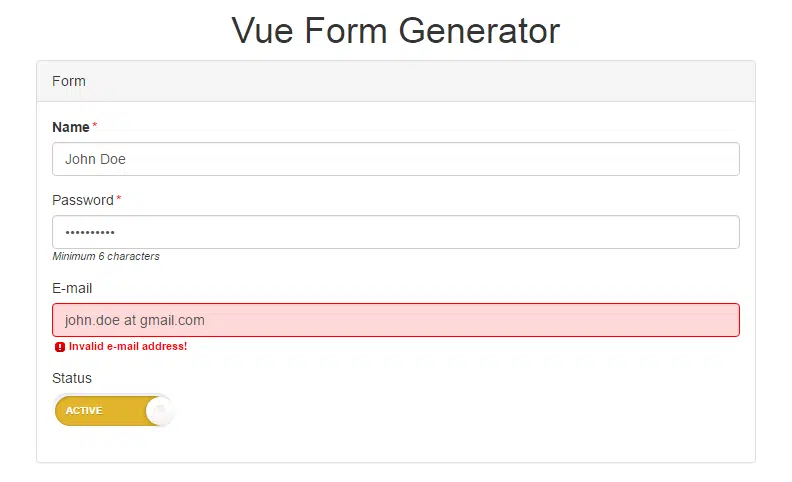 Vue Form Generator
Form
Name*
John Doe
Password*
••••••••••
Minimum 6 characters
E-mail
john.doe at gmail.com
Invalid e-mail address!
Status
ACTIVE